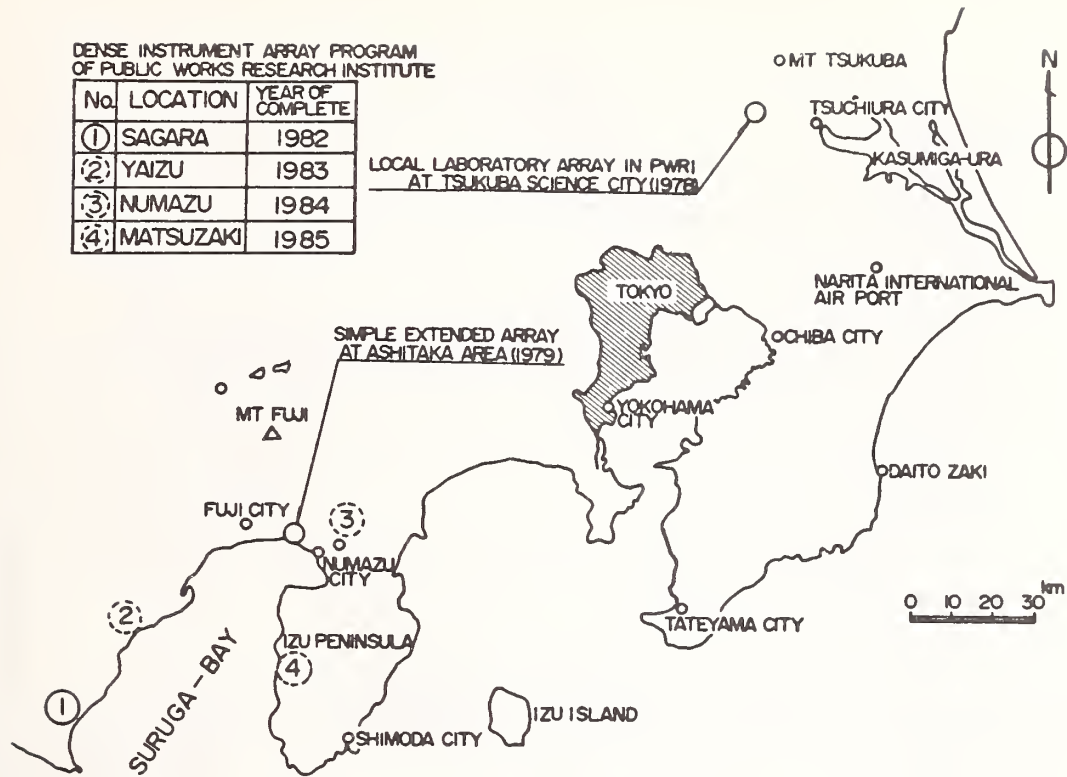 DENSE INSTRUMENT ARRAY PROGRAM
OF PUBLIC WORKS RESEARCH INSTITUTE
No. LOCATION YEAR OF COMPLETE
1 SAGARA 1982
2 YAIZU 1983
3 NUMAZU 1984
4 MATSUZAKI 1985
MT TSUKUBA
N
TSUCHIURA CITY
KASUMIGA-URA
LOCAL LABORATORY ARRAY IN PWRI
AT TSUKUBA SCIENCE CITY (1978)
NARITA INTERNATIONAL
AIR PORT
TOKYO
CHIBA CITY
SIMPLE EXTENDED ARRAY
AT ASHITAKA AREA (1979)
MT FUJI
YOKOHAMA
CITY
DAITO ZAKI
FUJI CITY
3
NUMAZU
CITY
km
0 10 20 30
2
TATEYAMA CITY
IZU PENINSULA
4
1
SURUGA-BAY
IZU ISLAND
SHIMODA CITY